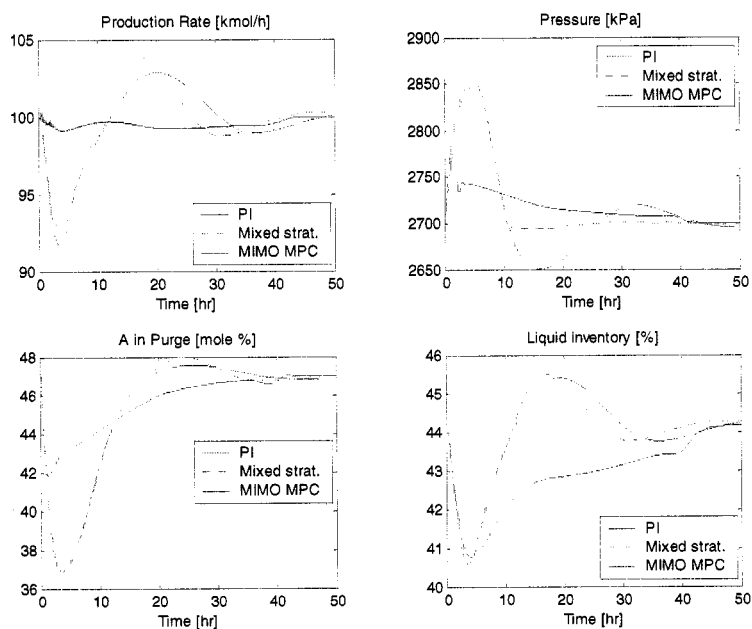 Production Rate [kmol/h]
105
100
95
90
PI
Mixed strat.
MIMO MPC
0 10 20 30 40 50
Time [hr]
Pressure [kPa]
2900
2850
2800
2750
2700
2650
PI
Mixed strat.
MIMO MPC
0 10 20 30 40 50
Time [hr]
A in Purge [mole %]
48
46
44
42
40
38
36
PI
Mixed strat.
MIMO MPC
0 10 20 30 40 50
Time [hr]
Liquid inventory [%]
46
45
44
43
42
41
40
PI
Mixed strat.
MIMO MPC
0 10 20 30 40 50
Time [hr]